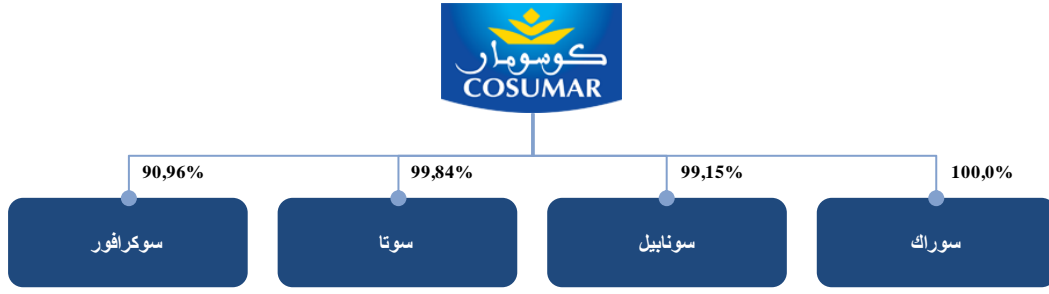 كوسومار
COSUMAR
100,0%
99,15%
99,84%
90,96%
سوراك
سونابيل
سوتا
سوكرافور